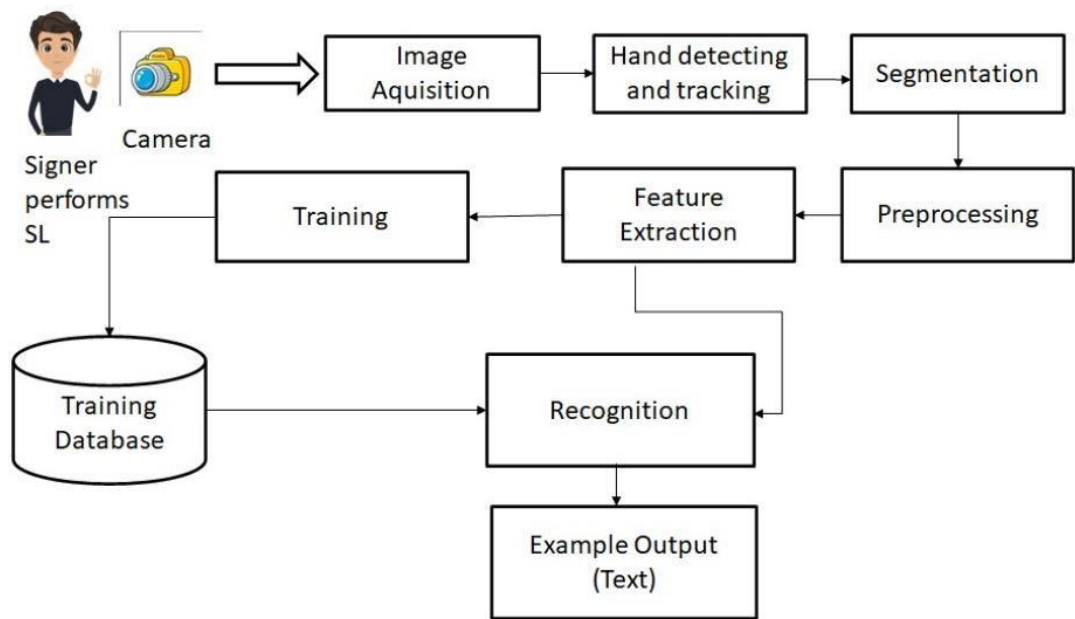 Image
Aquisition
Hand detecting
and tracking
Segmentation
Camera
Signer
performs
SL
Training
Feature
Extraction
Preprocessing
Training
Database
Recognition
Example Output
(Text)